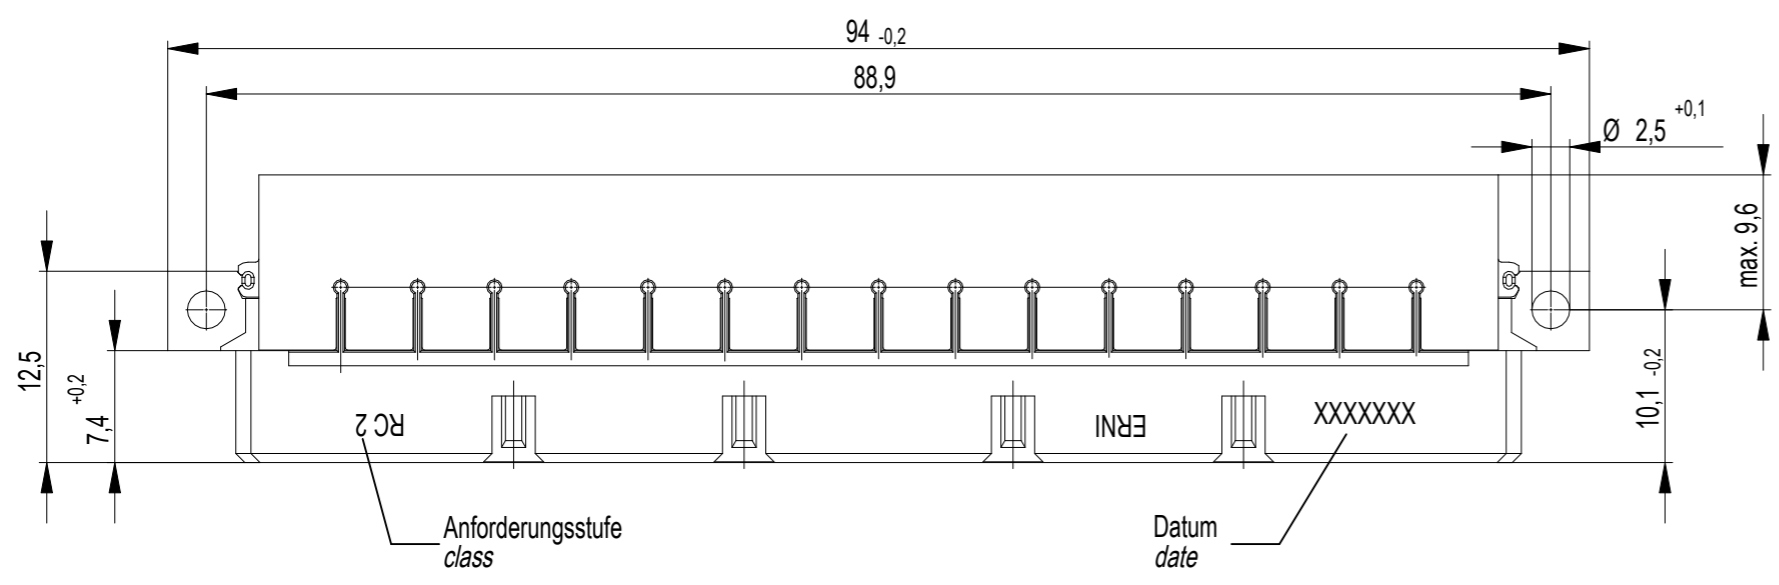 94 -0,2
88,9
Ø 2,5 +0,1
max. 9,6
12,5
7,4 +0,2
10,1 -0,2
RC 2
ERNI
XXXXXXX
Anforderungsstufe
class
Datum
date